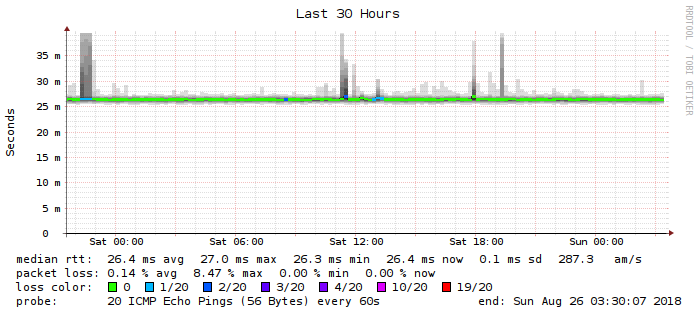 Last 30 Hours
RRDTOOL / TOBI OETIKER
Seconds
35 m
30 m
25 m
20 m
15 m
10 m
5 m
0
Sat 00:00 Sat 06:00 Sat 12:00 Sat 18:00 Sun 00:00
median rtt: 26.4 ms avg 27.0 ms max 26.3 ms min 26.4 ms now 0.1 ms sd 287.3 am/s
packet loss: 0.14 % avg 8.47 % max 0.00 % min 0.00 % now
loss color: 0 1/20 2/20 3/20 4/20 10/20 19/20
probe: 20 ICMP Echo Pings (56 Bytes) every 60s end: Sun Aug 26 03:30:07 2018